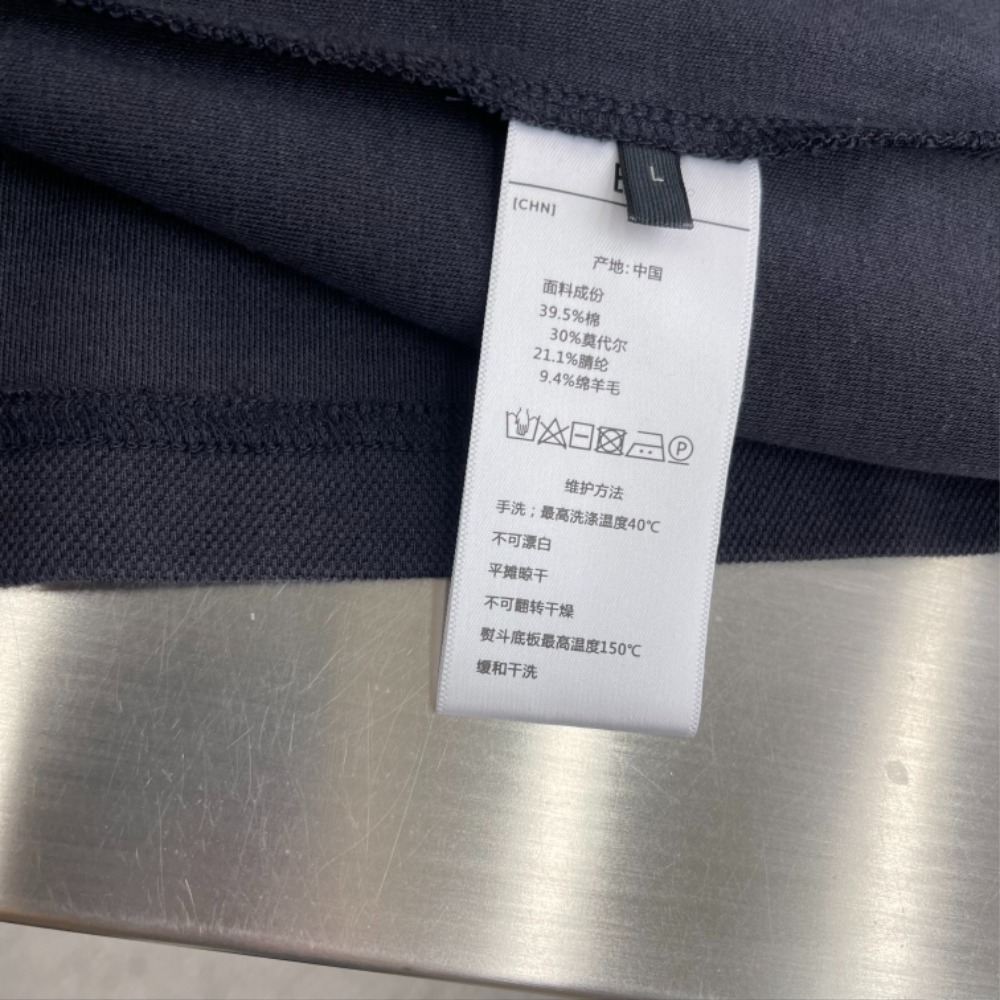 L
[CHN]
产地:中国
面料成份
39.5%棉
30%莫代尔
21.1%腈纶
9.4%绵羊毛
P
维护方法
手洗；最高洗涤温度40℃
不可漂白
平摊晾干
不可翻转干燥
熨斗底板最高温度150℃
缓和干洗